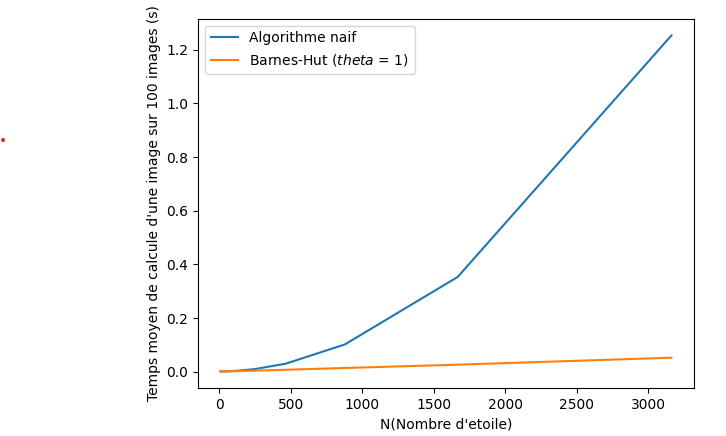 Temps moyen de calcule d'une image sur 100 images (s)
Algorithme naif
Barnes-Hut (theta = 1)
1.2
1.0
0.8
0.6
0.4
0.2
0.0
0 500 1000 1500 2000 2500 3000
N(Nombre d'etoile)